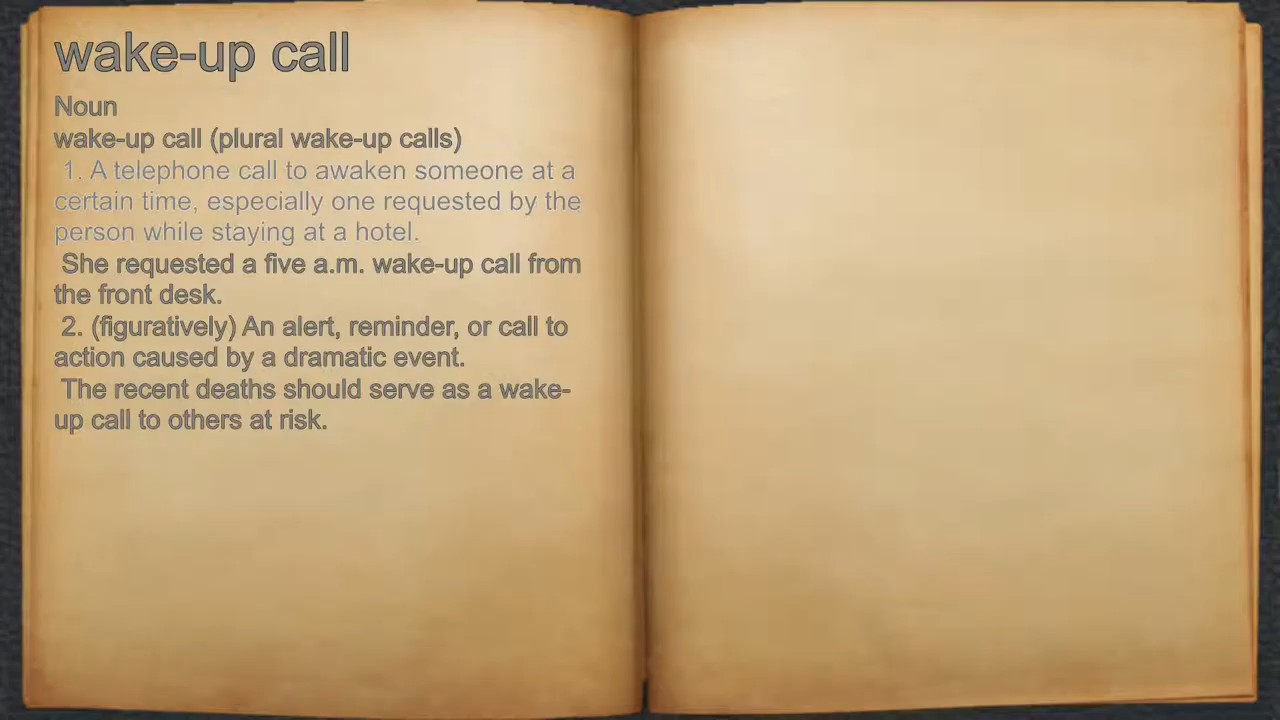 wake-up call
Noun
wake-up call (plural wake-up calls)
1. A telephone call to awaken someone at a
certain time, especially one requested by the
person while staying at a hotel.
She requested a five a.m. wake-up call from
the front desk.
2. (figuratively) An alert, reminder, or call to
action caused by a dramatic event.
The recent deaths should serve as a wake-
up call to others at risk.